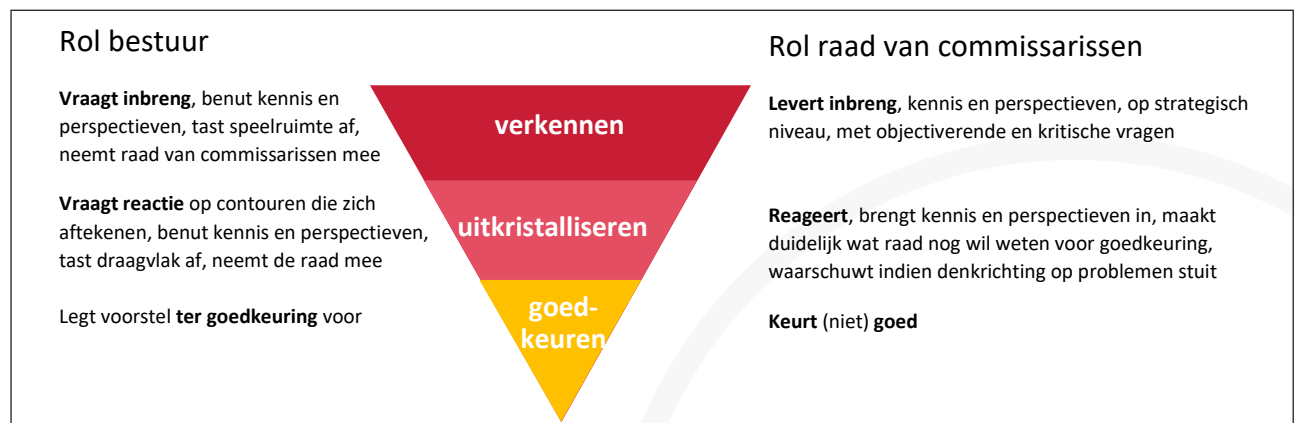 Rol bestuur
Vraagt inbreng, benut kennis en
perspectieven, tast speelruimte af,
neemt raad van commissarissen mee
Vraagt reactie op contouren die zich
aftekenen, benut kennis en perspectieven,
tast draagvlak af, neemt de raad mee
Legt voorstel ter goedkeuring voor
verkennen
uitkristalliseren
goed-
keuren
Rol raad van commissarissen
Levert inbreng, kennis en perspectieven, op strategisch
niveau, met objectiverende en kritische vragen
Reageert, brengt kennis en perspectieven in, maakt
duidelijk wat raad nog wil weten voor goedkeuring,
waarschuwt indien denkrichting op problemen stuit
Keurt (niet) goed